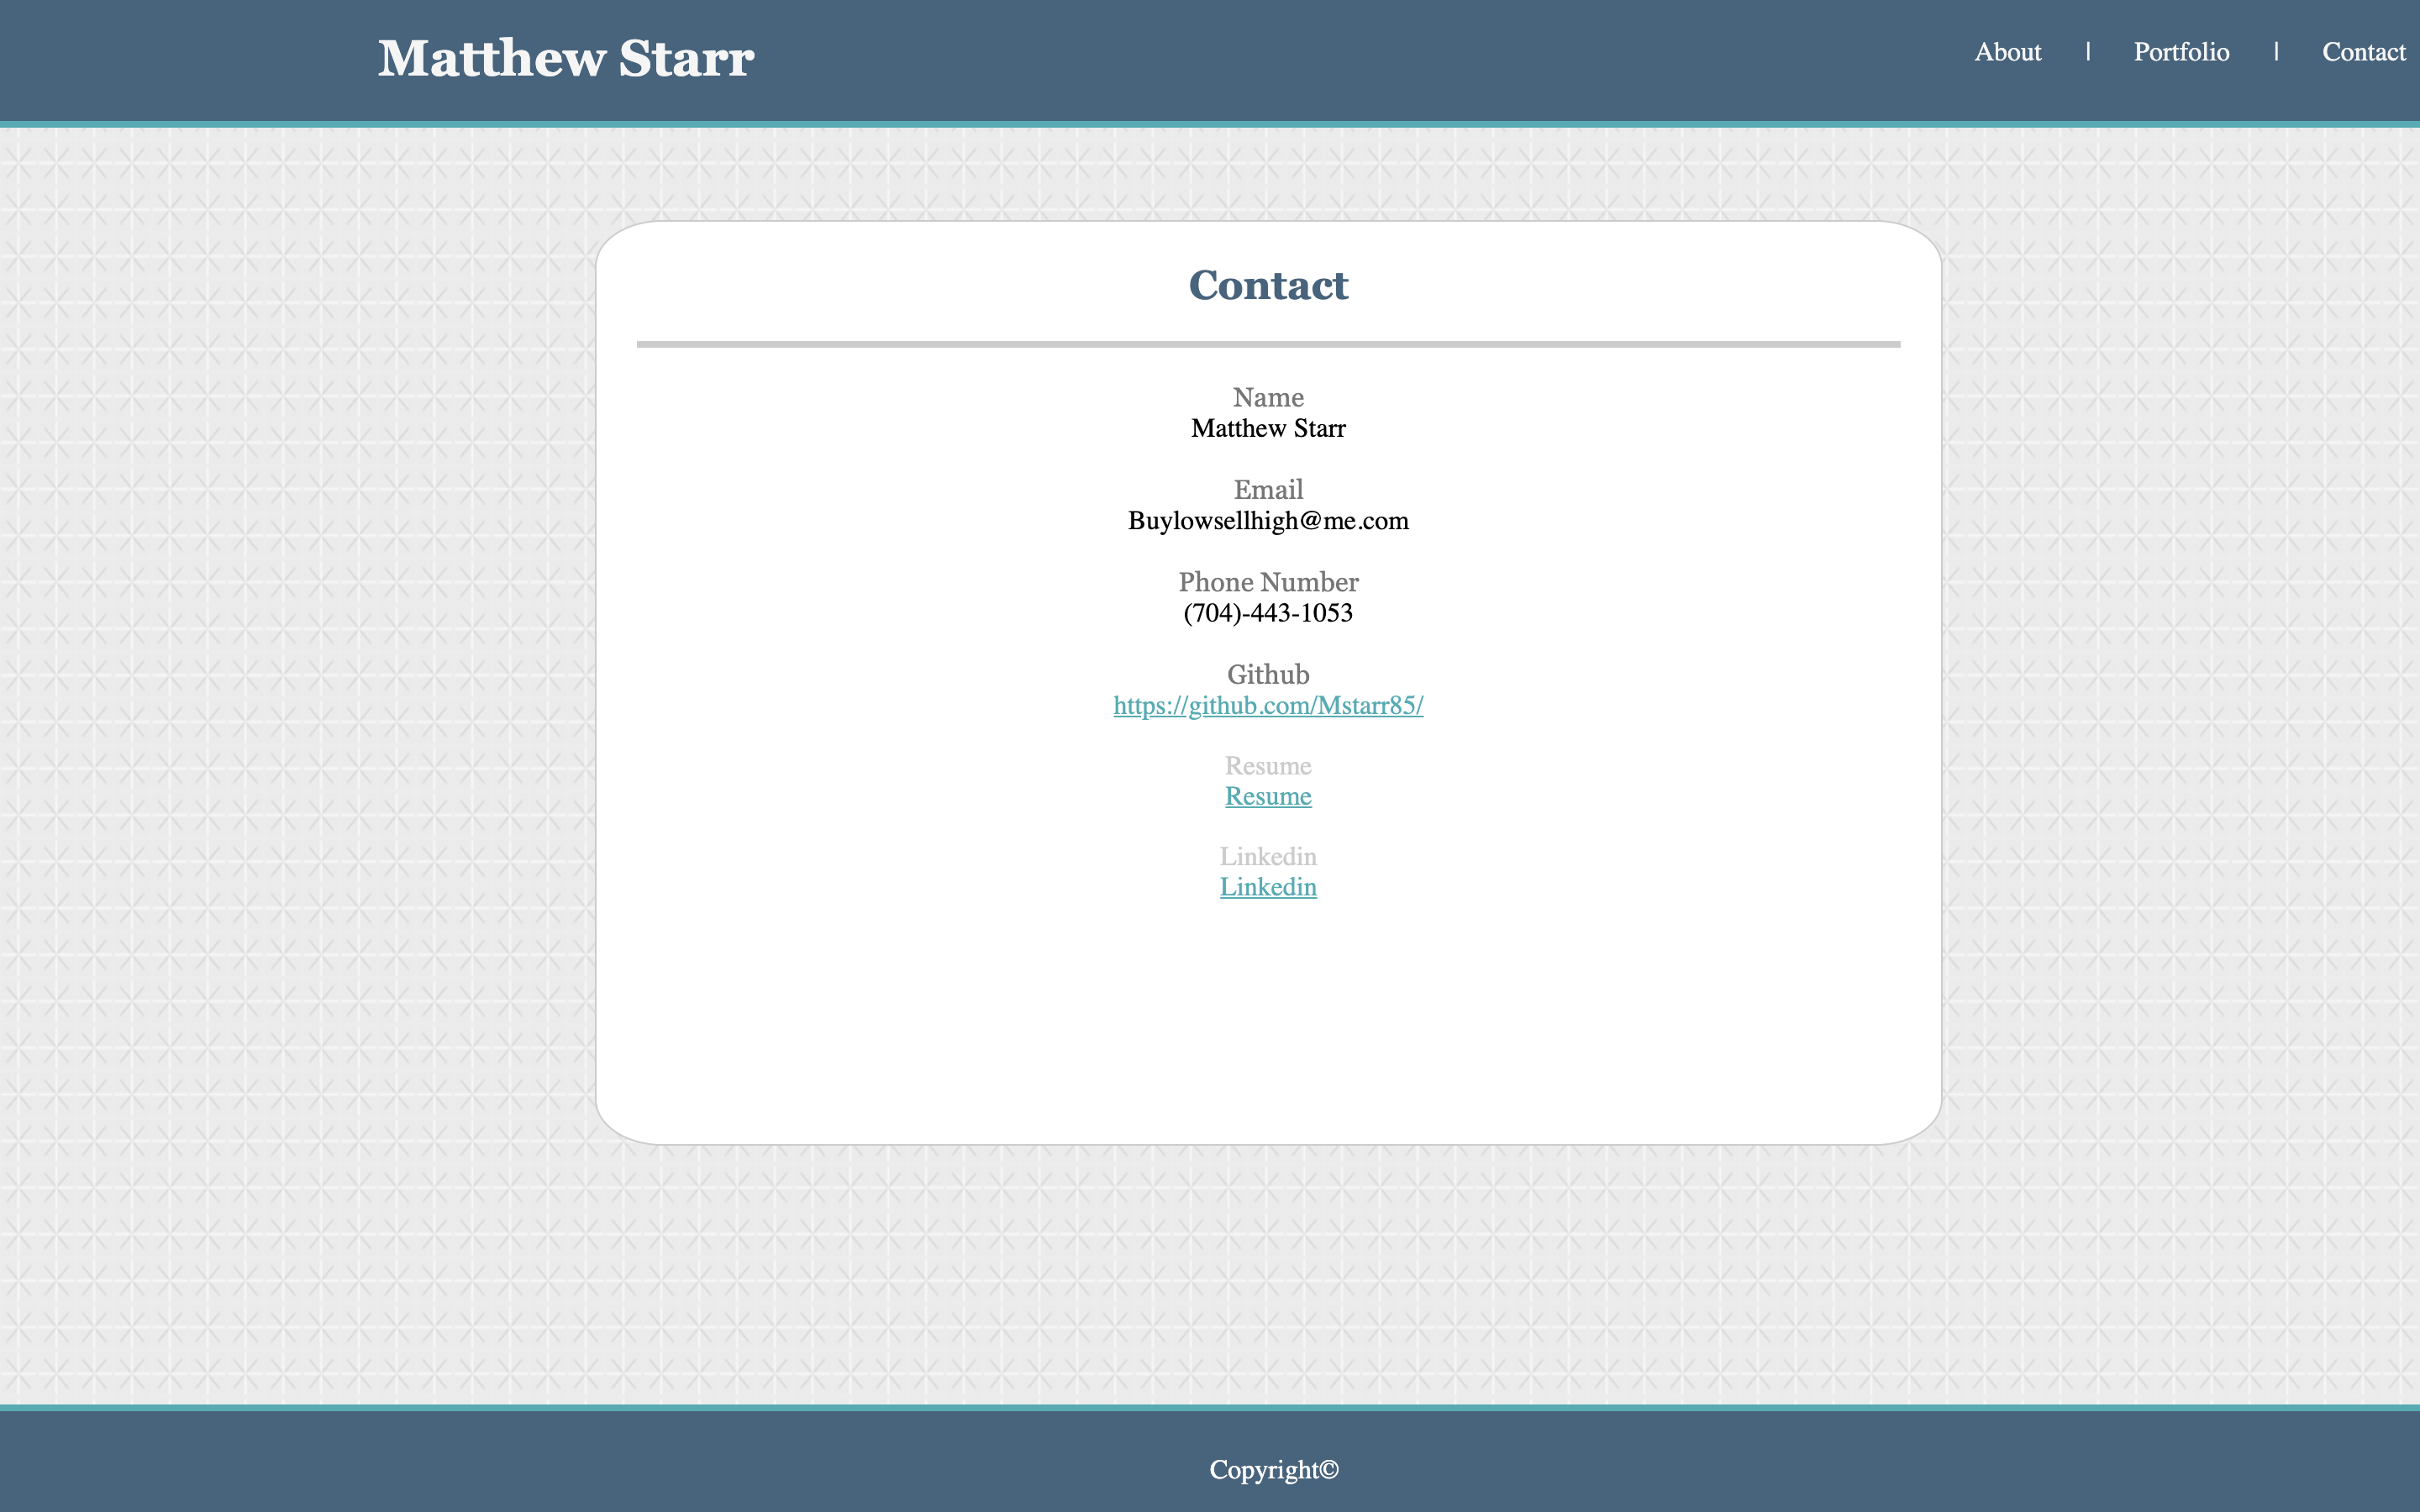 Matthew Starr
About | Portfolio | Contact
Contact
Name
Matthew Starr
Email
Buylowsellhigh@me.com
Phone Number
(704)-443-1053
Github
https://github.com/Mstarr85/
Resume
Resume
Linkedin
Linkedin
Copyright©